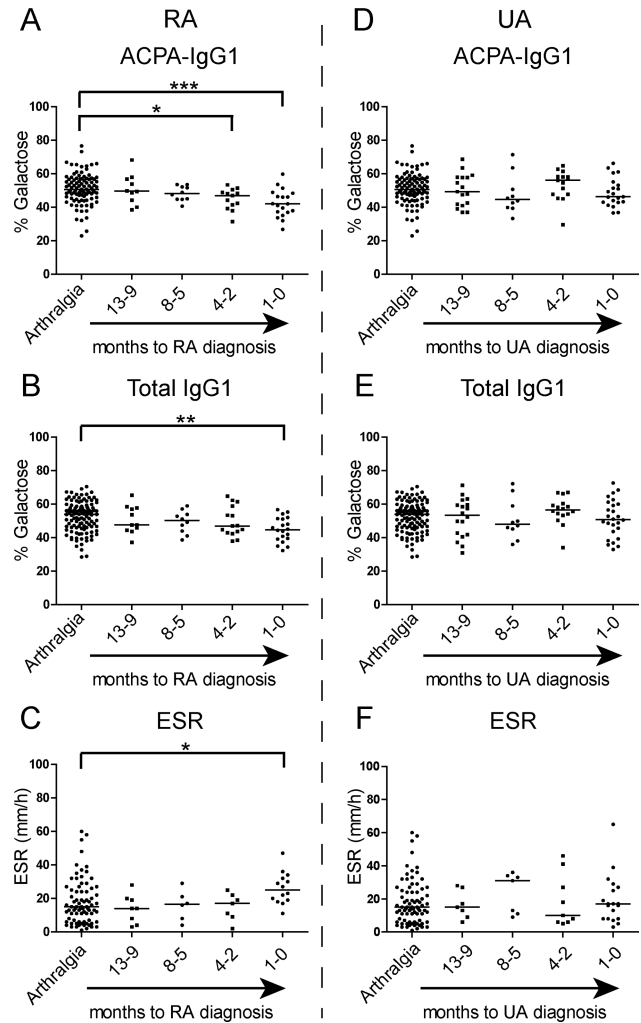 A RA
ACPA-IgG1
***
*
% Galactose
100
80
60
40
20
0
Arthralgia 13-9 8-5 4-2 1-0
months to RA diagnosis
D UA
ACPA-IgG1
% Galactose
100
80
60
40
20
0
Arthralgia 13-9 8-5 4-2 1-0
months to UA diagnosis
B Total IgG1
**
% Galactose
100
80
60
40
20
0
Arthralgia 13-9 8-5 4-2 1-0
months to RA diagnosis
E Total IgG1
% Galactose
100
80
60
40
20
0
Arthralgia 13-9 8-5 4-2 1-0
months to UA diagnosis
C ESR
*
ESR (mm/h)
100
80
60
40
20
0
Arthralgia 13-9 8-5 4-2 1-0
months to RA diagnosis
F ESR
ESR (mm/h)
100
80
60
40
20
0
Arthralgia 13-9 8-5 4-2 1-0
months to UA diagnosis